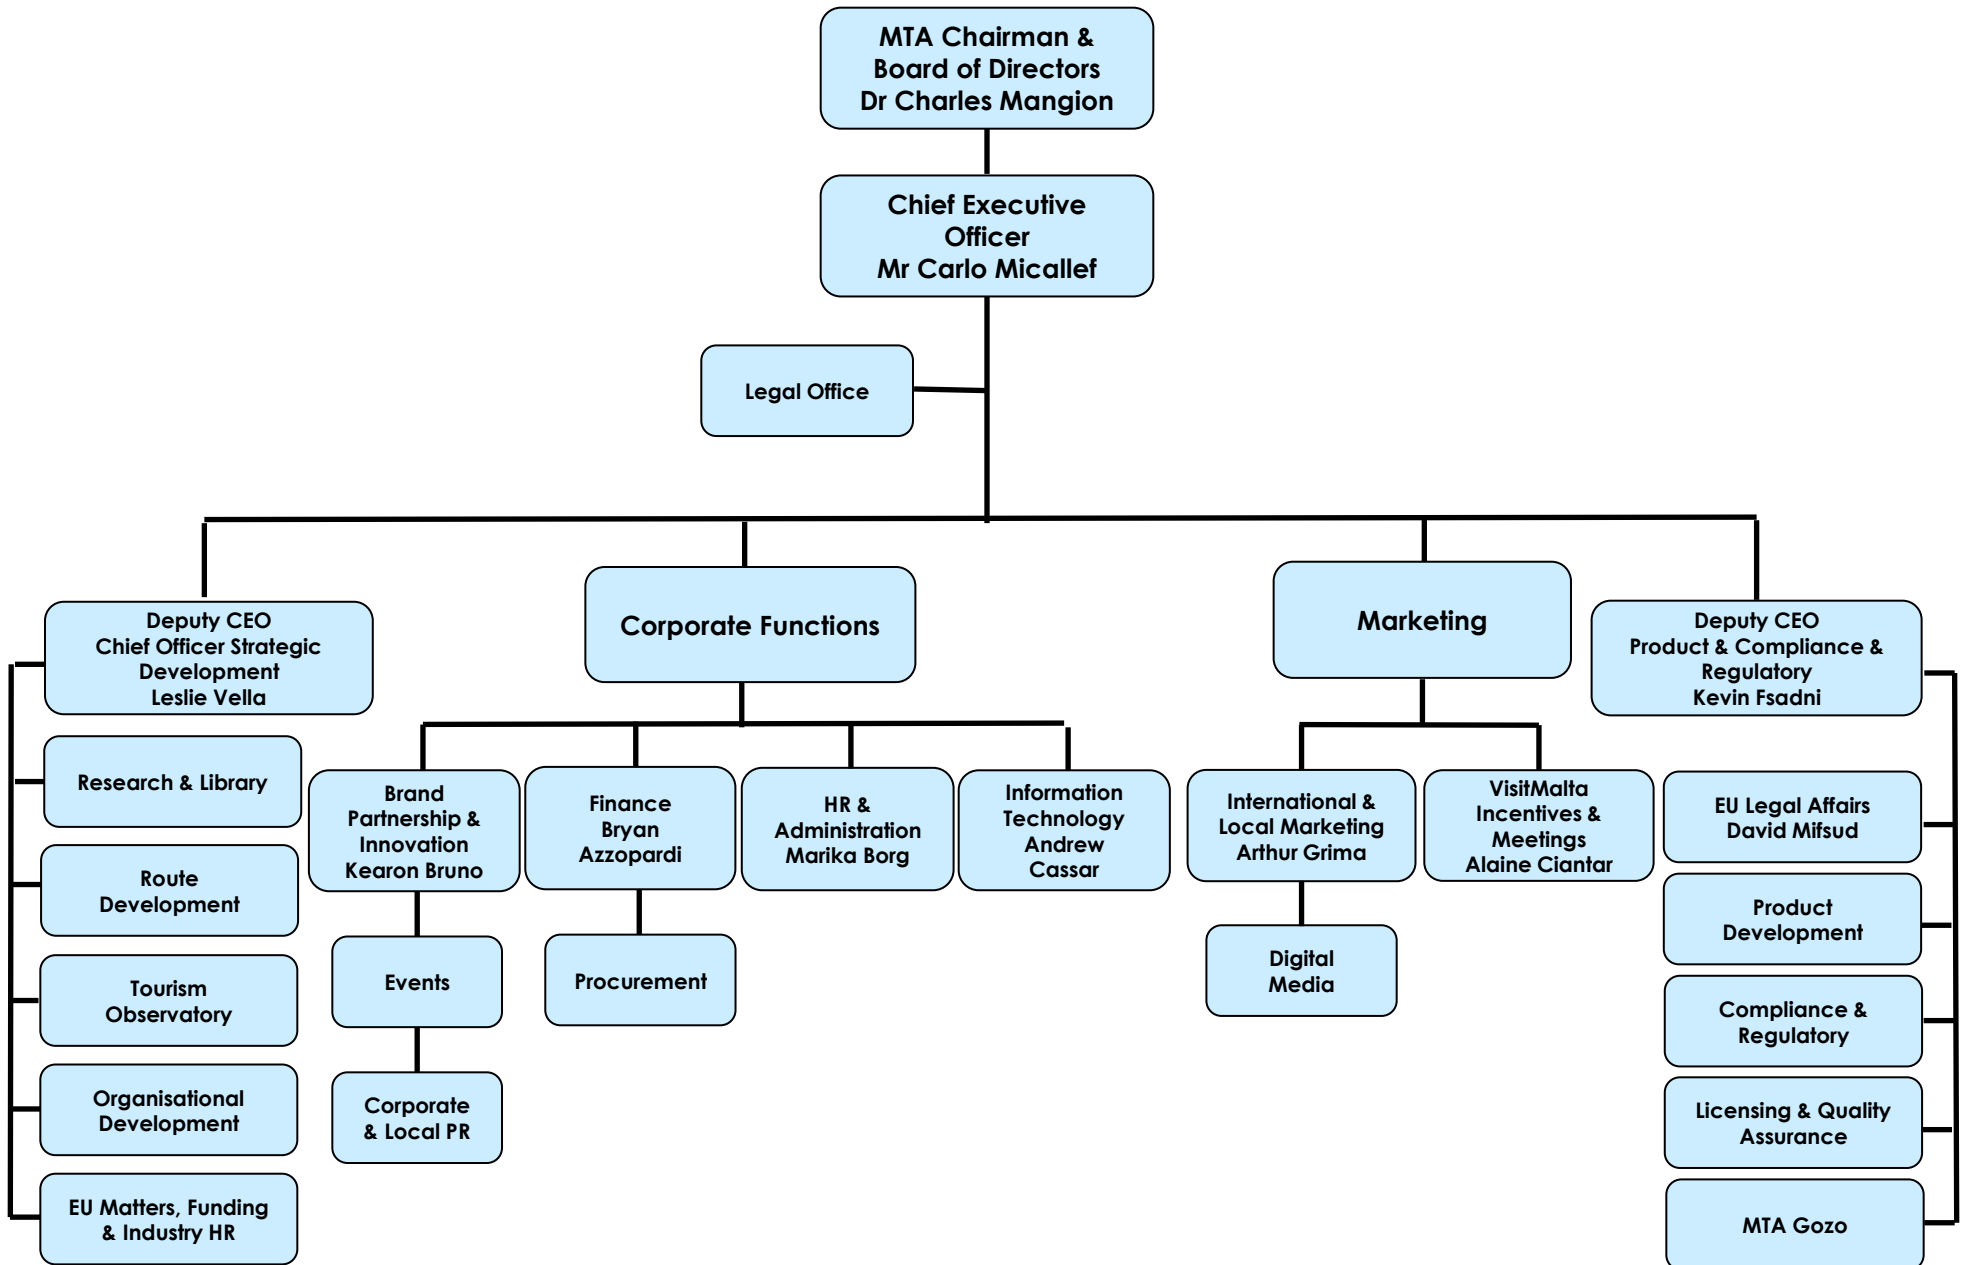 MTA Chairman &
Board of Directors
Dr Charles Mangion
Chief Executive
Officer
Mr Carlo Micallef
Legal Office
Deputy CEO
Chief Officer Strategic
Development
Leslie Vella
Corporate Functions
Marketing
Deputy CEO
Product & Compliance &
Regulatory
Kevin Fsadni
Research & Library
Route
Development
Tourism
Observatory
Organisational
Development
EU Matters, Funding
& Industry HR
Brand
Partnership &
Innovation
Kearon Bruno
Events
Corporate
& Local PR
Finance
Bryan
Azzopardi
Procurement
HR &
Administration
Marika Borg
Information
Technology
Andrew
Cassar
International &
Local Marketing
Arthur Grima
Digital
Media
VisitMalta
Incentives &
Meetings
Alaine Ciantar
EU Legal Affairs
David Mifsud
Product
Development
Compliance &
Regulatory
Licensing & Quality
Assurance
MTA Gozo